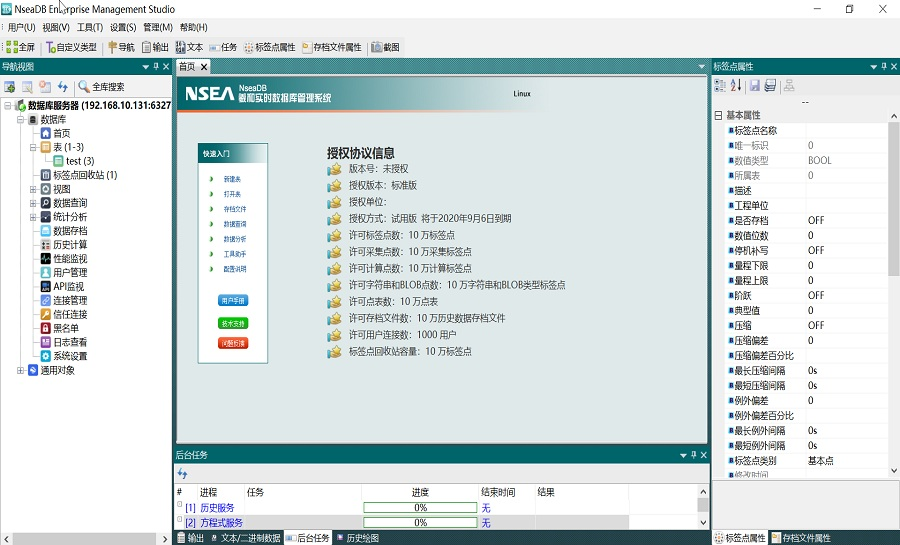 NseaDB Enterprise Management Studio
用户(U) 视图(V) 工具(T) 设置(S) 管理(M) 帮助(H)
全屏 自定义类型 导航 输出 文本 任务 标签点属性 存档文件属性 截图
导航视图
全库搜索
数据库服务器 (192.168.10.131:6327
数据库
首页
表 (1-3)
test (3)
标签点回收站 (1)
视图
数据查询
统计分析
数据存档
历史计算
性能监视
用户管理
API监视
连接管理
信任连接
黑名单
日志查看
系统设置
通用对象
首页
NSEA NseaDB
实时数据库管理系统
Linux
快速入门
新建表
打开表
存档文件
数据查询
数据分析
工具助手
配置说明
用户手册
技术支持
问题反馈
授权协议信息
版本号：未授权
授权版本：标准版
授权单位：
授权方式：试用版 将于2020年9月6日到期
许可标签点数：10 万标签点
许可采集点数：10 万采集标签点
许可计算点数：10 万计算标签点
许可字符串和BLOB点数：10 万字符串和BLOB类型标签点
许可点表数：10 万点表
许可存档文件数：10 万历史数据存档文件
许可用户连接数：1000 用户
标签点回收站容量：10 万标签点
后台任务
# 进程 任务 进度 结束时间 结果
[1] 历史服务 0% 无
[2] 方程式服务 0% 无
输出 文本/二进制数据 后台任务 历史绘图
标签点属性
--
基本属性
标签点名称
唯一标识 0
数值类型 BOOL
所属表 0
描述
工程单位
是否存档 OFF
数值位数 0
停机补写 OFF
量程下限 0
量程上限 0
阶跃 OFF
典型值 0
压缩 OFF
压缩偏差 0
压缩偏差百分比
最长压缩间隔 0s
最短压缩间隔 0s
例外偏差 0
例外偏差百分比
最长例外间隔 0s
最短例外间隔 0s
标签点类别 基本点
修改时间
标签点属性 存档文件属性